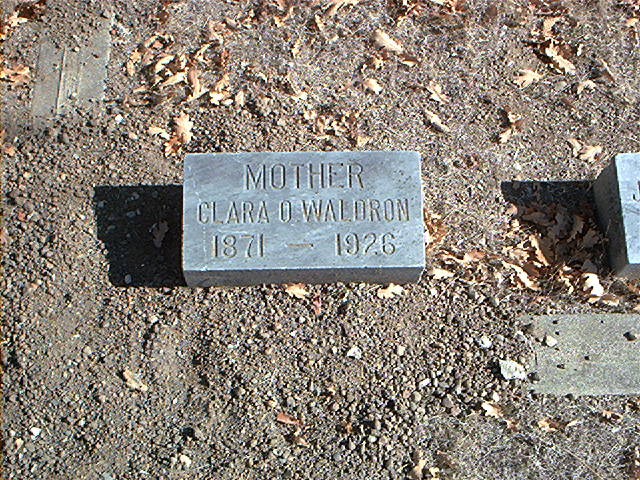 MOTHER
CLARA O WALDRON
1871 — 1926
J